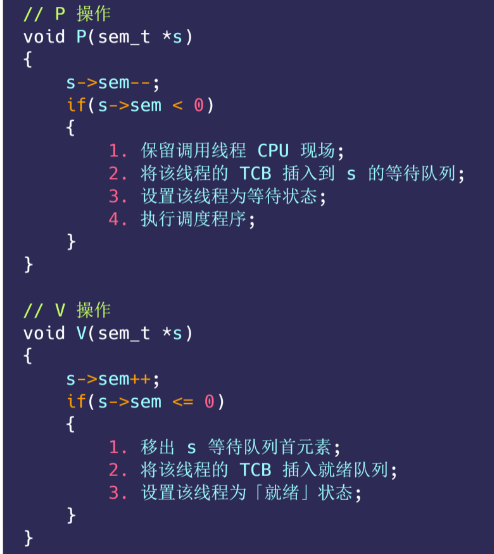 // P 操作
void P(sem_t *s)
{
    s->sem--;
    if(s->sem < 0)
    {
        1. 保留调用线程 CPU 现场;
        2. 将该线程的 TCB 插入到 s 的等待队列;
        3. 设置该线程为等待状态;
        4. 执行调度程序;
    }
}

// V 操作
void V(sem_t *s)
{
    s->sem++;
    if(s->sem <= 0)
    {
        1. 移出 s 等待队列首元素;
        2. 将该线程的 TCB 插入就绪队列;
        3. 设置该线程为「就绪」状态;
    }
}